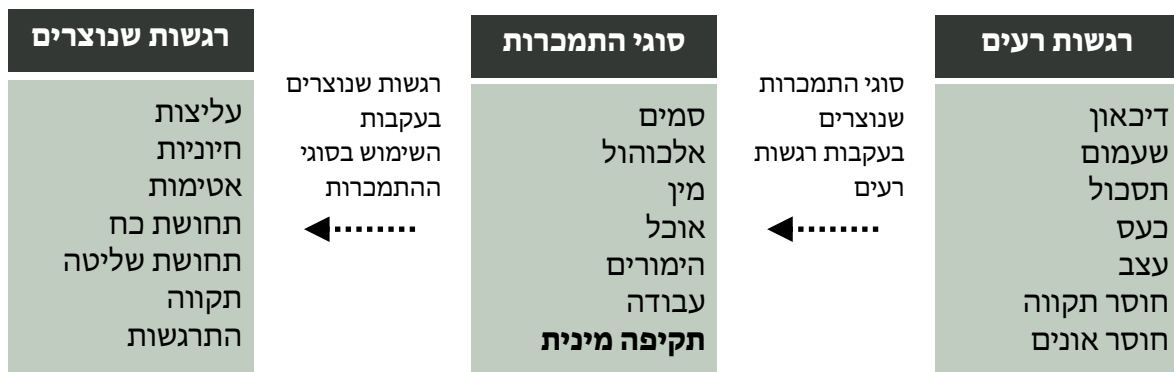 רגשות רעים
דיכאון
שעמום
תסכול
כעס
עצב
חוסר תקווה
חוסר אונים
סוגי התמכרות
שנוצרים
בעקבות רגשות
רעים
סוגי התמכרות
סמים
אלכוהול
מין
אוכל
הימורים
עבודה
תקיפה מינית
רגשות שנוצרים
בעקבות
השימוש בסוגי
ההתמכרות
רגשות שנוצרים
עליצות
חיוניות
אטימות
תחושת כח
תחושת שליטה
תקווה
התרגשות